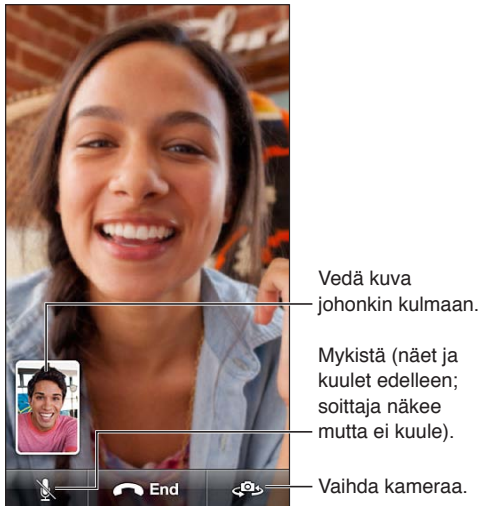 Vedä kuva
johonkin kulmaan.
Mykistä (näet ja
kuulet edelleen;
soittaja näkee
mutta ei kuule).
End
Vaihda kameraa.